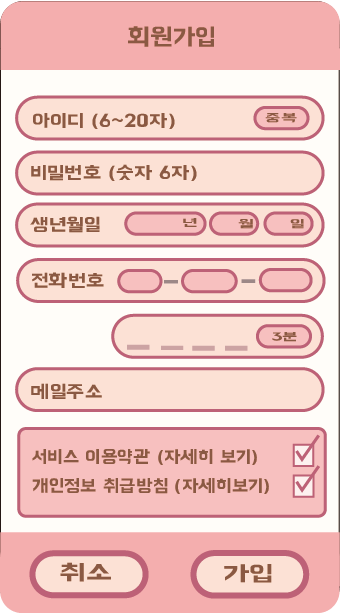 회원가입
아이디 (6~20자) 중복
비밀번호 (숫자 6자)
생년월일 년 월 일
전화번호 - -
3분
메일주소
서비스 이용약관 (자세히 보기)
개인정보 취급방침 (자세히보기)
취소 가입